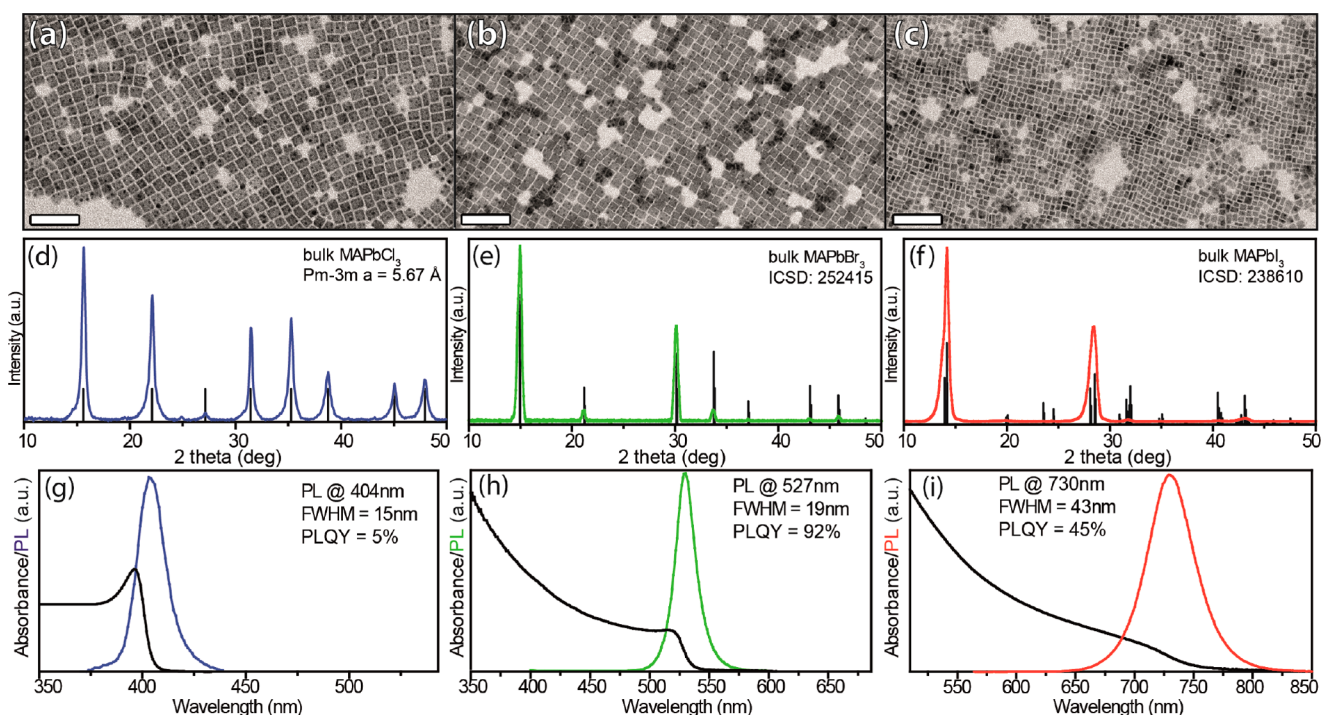 (a)
(b)
(c)
(d)
bulk MAPbCl₃
Pm-3m a = 5.67 Å
Intensity (a.u.)
10 20 30 40 50
2 theta (deg)
(e)
bulk MAPbBr₃
ICSD: 252415
Intensity (a.u.)
10 20 30 40 50
2 theta (deg)
(f)
bulk MAPbI₃
ICSD: 238610
Intensity (a.u.)
10 20 30 40 50
2 theta (deg)
(g)
PL @ 404nm
FWHM = 15nm
PLQY = 5%
Absorbance/PL (a.u.)
350 400 450 500
Wavelength (nm)
(h)
PL @ 527nm
FWHM = 19nm
PLQY = 92%
Absorbance/PL (a.u.)
350 400 450 500 550 600 650
Wavelength (nm)
(i)
PL @ 730nm
FWHM = 43nm
PLQY = 45%
Absorbance/PL (a.u.)
550 600 650 700 750 800 850
Wavelength (nm)